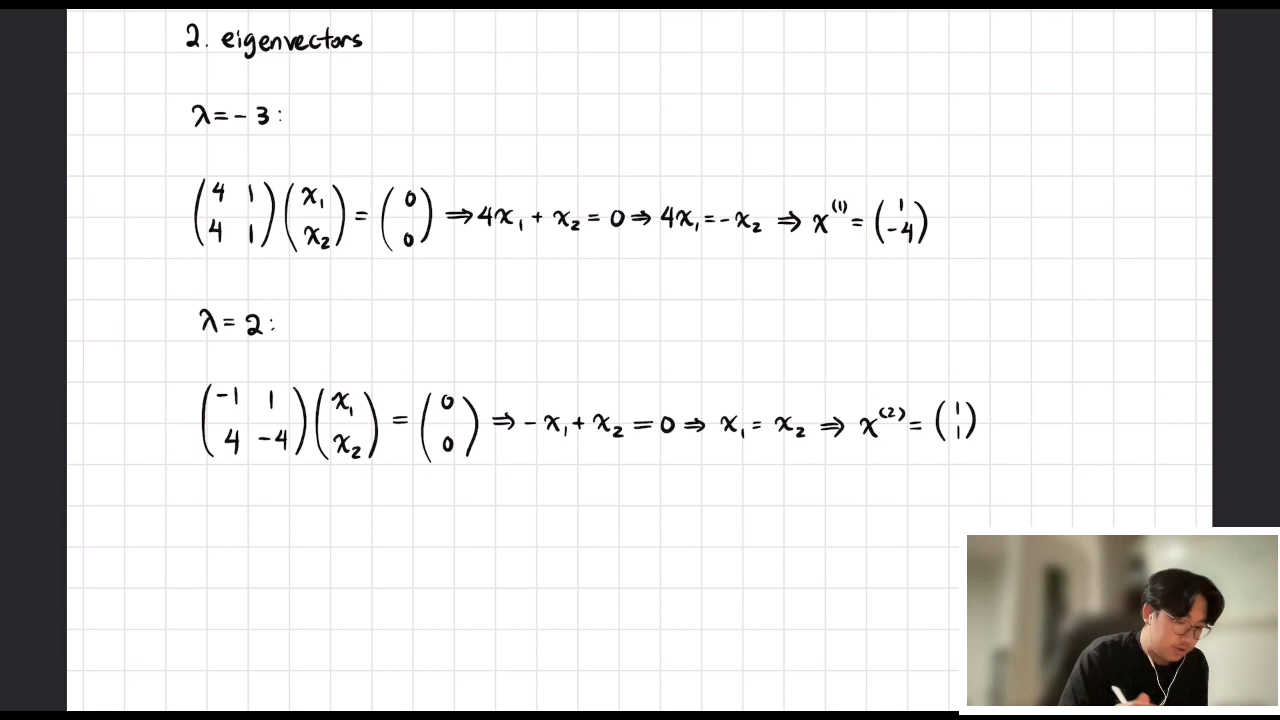 2. eigenvectors
λ = - 3 :
( 4 1 ; 4 1 ) ( x₁ ; x₂ ) = ( 0 ; 0 ) ⇒ 4x₁ + x₂ = 0 ⇒ 4x₁ = -x₂ ⇒ x⁽¹⁾ = ( 1 ; -4 )
λ = 2 :
( -1 1 ; 4 -4 ) ( x₁ ; x₂ ) = ( 0 ; 0 ) ⇒ - x₁ + x₂ = 0 ⇒ x₁ = x₂ ⇒ x⁽²⁾ = ( 1 ; 1 )